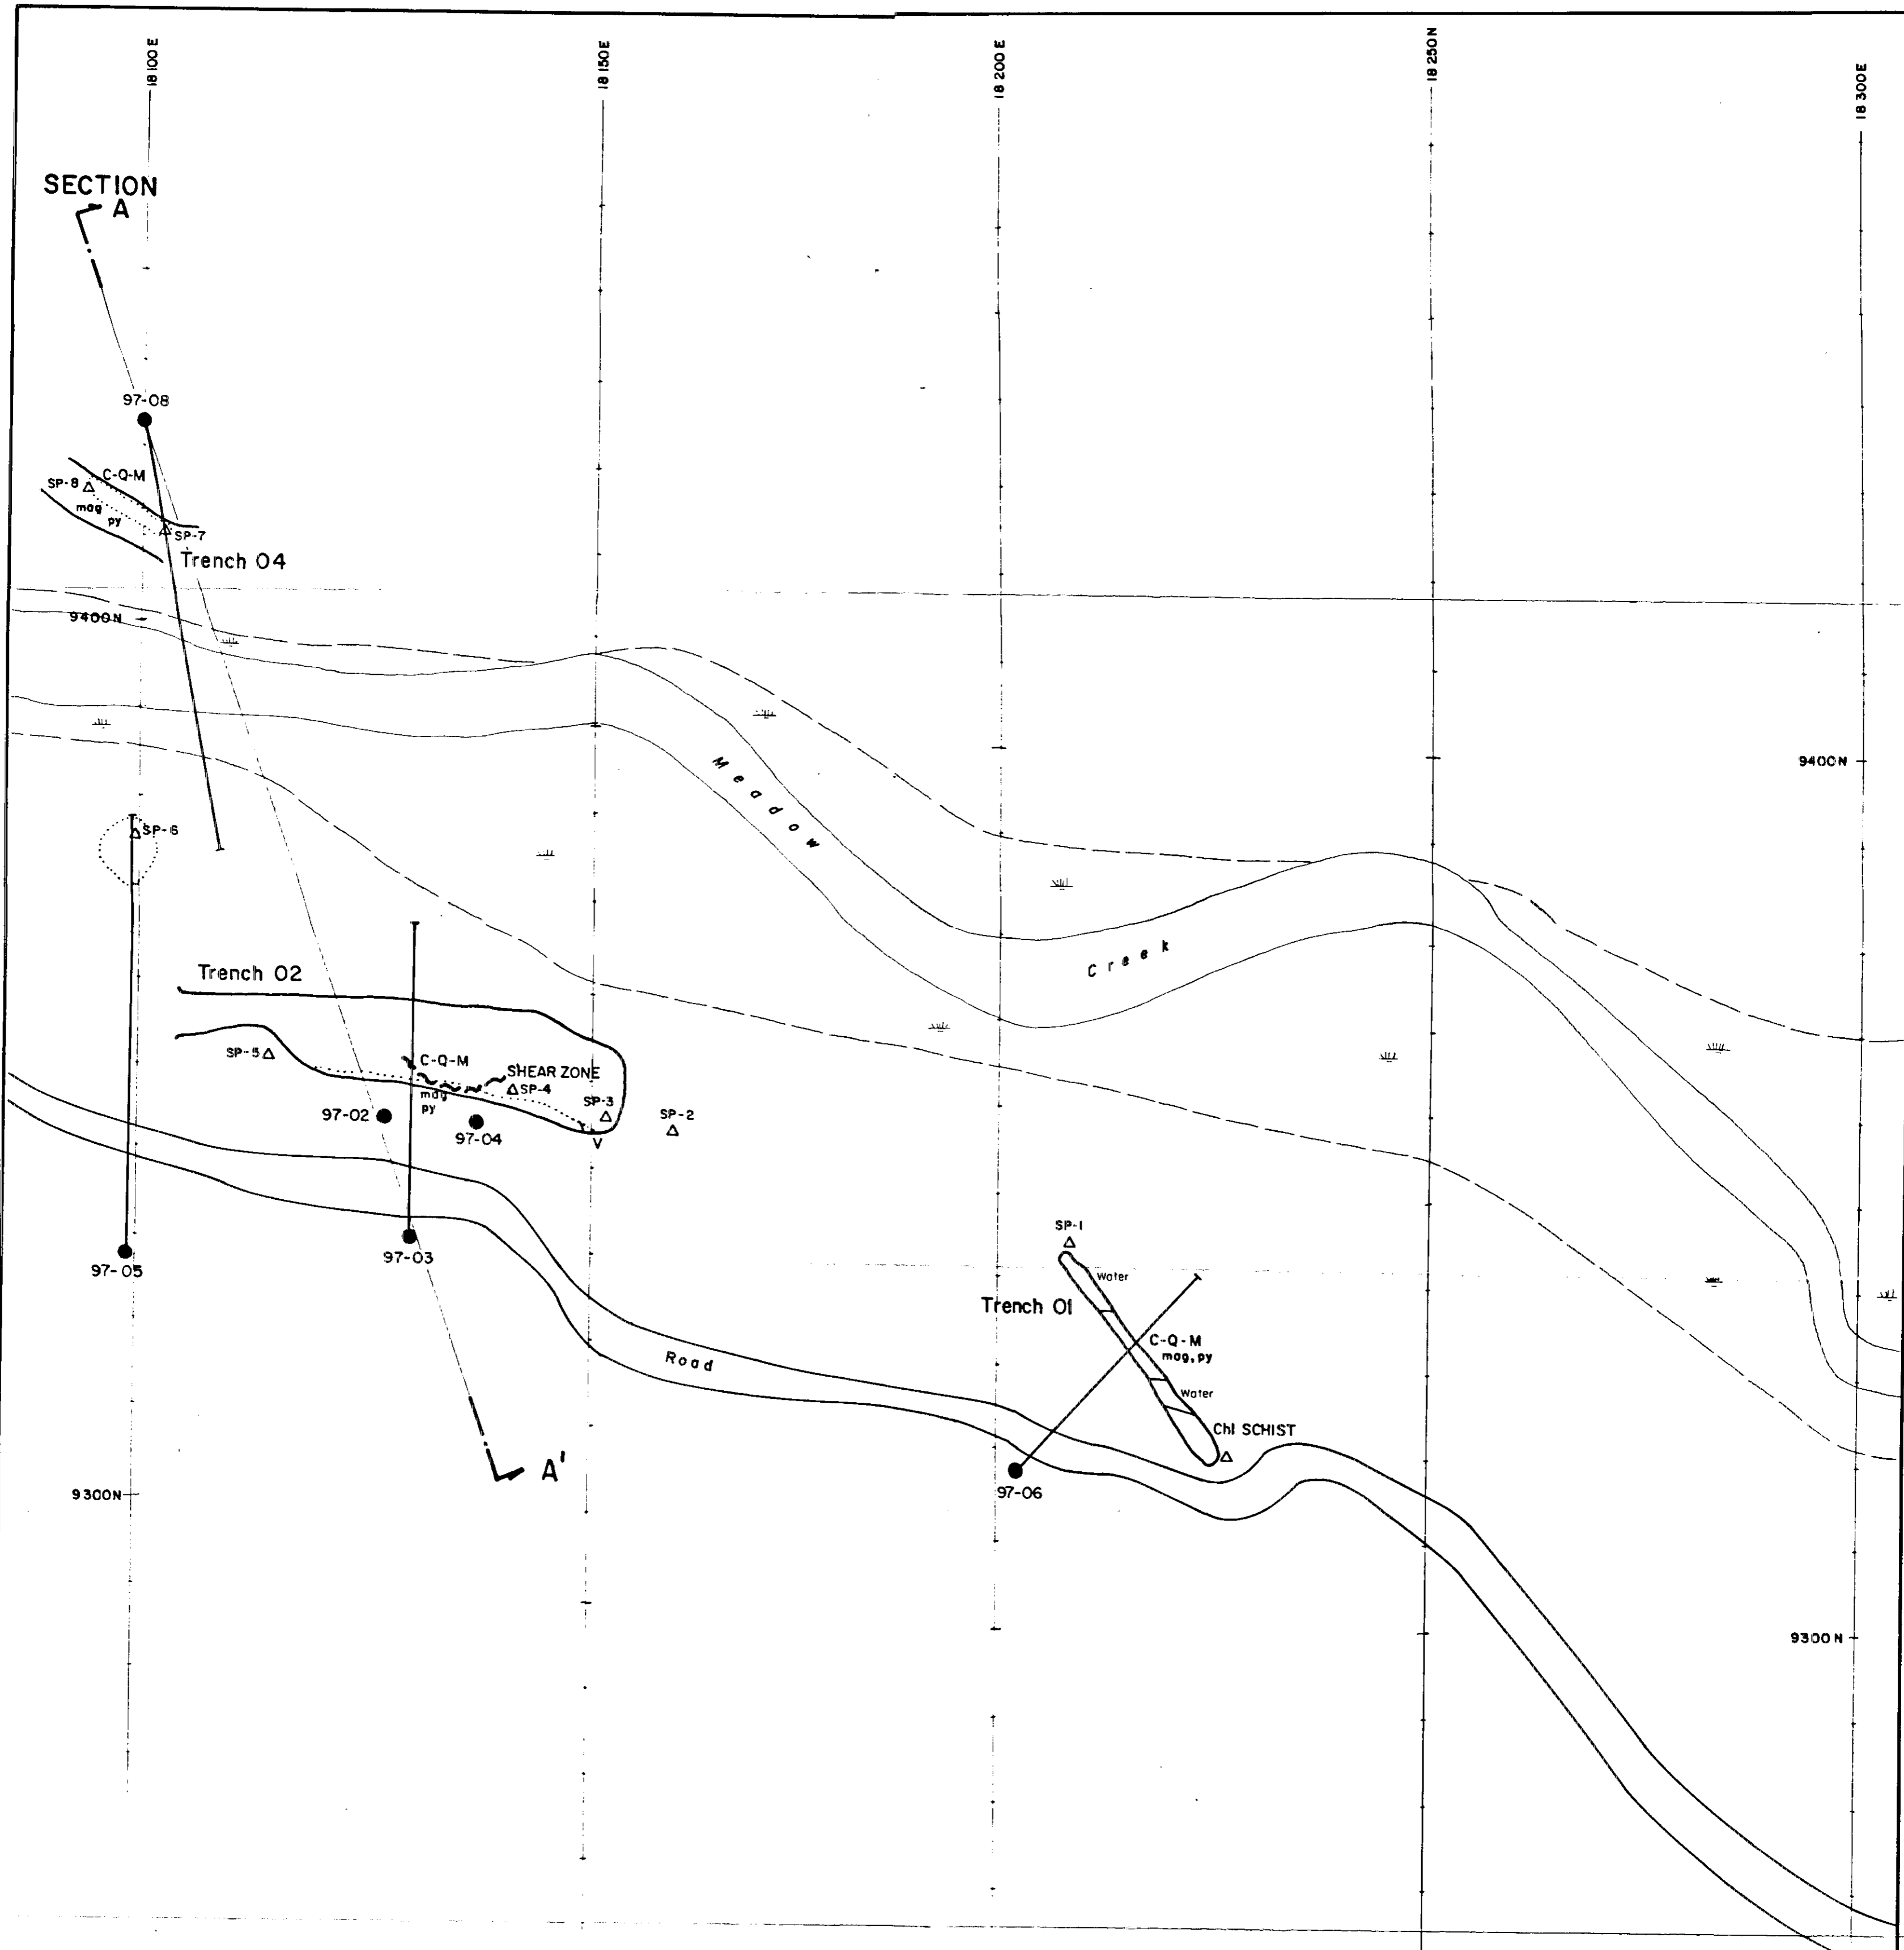 18100E
18150E
18200E
18250N
18300E
SECTION
A
97-08
C-Q-M
SP-8
mag
py
SP-7
Trench 04
9400N
Meadow
9400N
SP-6
Creek
Trench 02
SP-5
C-Q-M
SHEAR ZONE
SP-4
mag
py
SP-3
SP-2
97-02
97-04
V
SP-1
97-03
97-05
Water
Trench 01
C-Q-M
mag, py
Road
Water
Chl SCHIST
A'
97-06
9300N
9300N